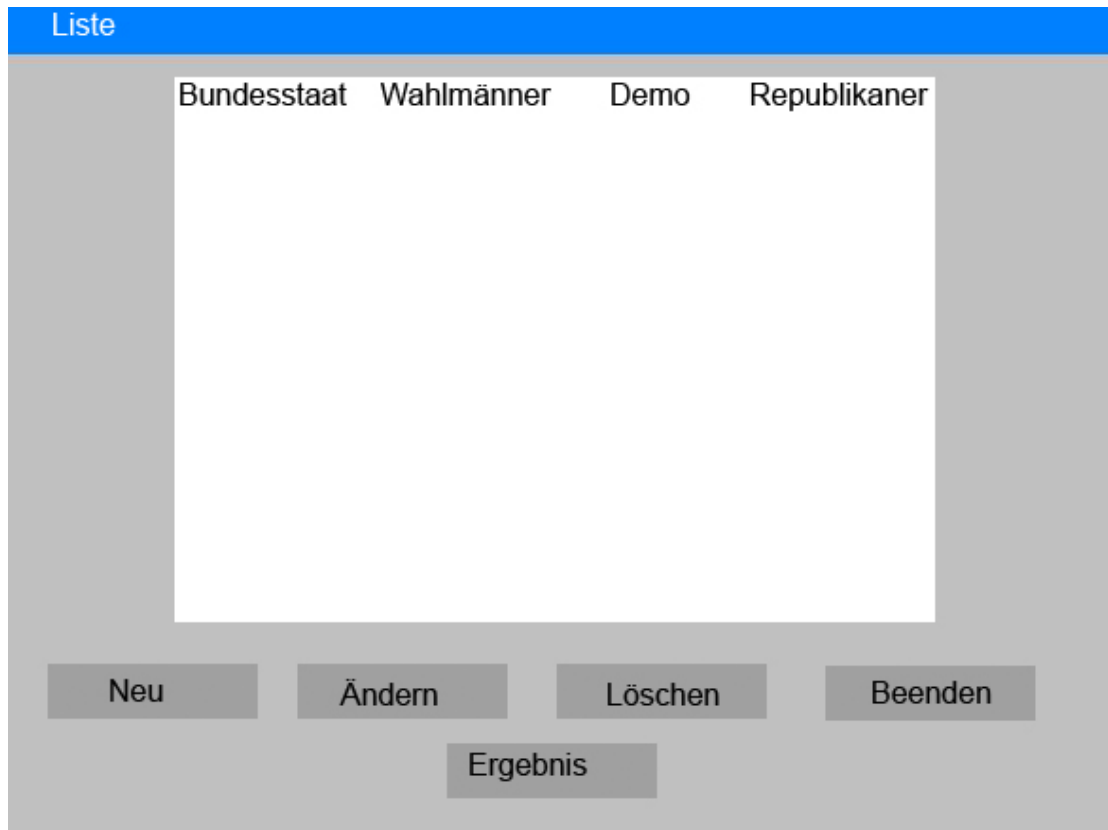 Liste
Bundesstaat Wahlmänner Demo Republikaner
Neu Ändern Löschen Beenden
Ergebnis